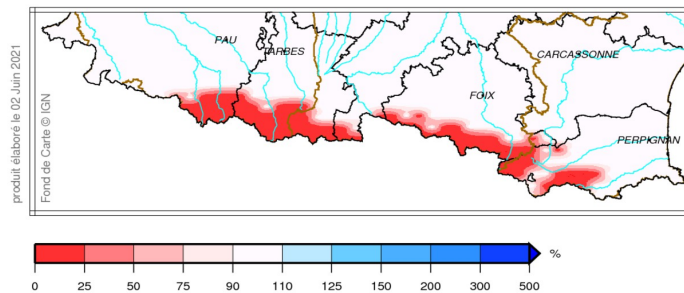 produit élaboré le 02 Juin 2021
Fond de Carte © IGN
PAU
TARBES
CARCASSONNE
FOIX
PERPIGNAN
%
0 25 50 75 90 110 125 150 200 300 500